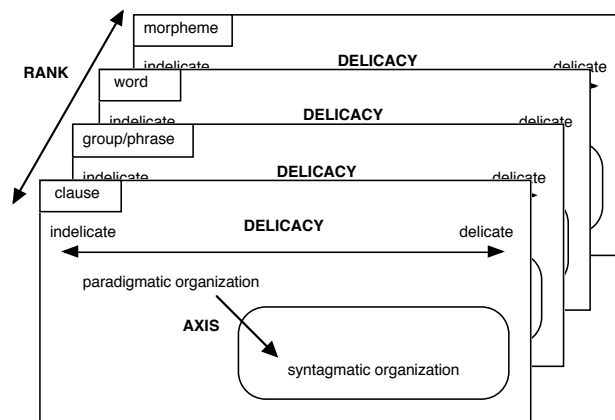 morpheme
RANK
indelicate DELICACY delicate
word
indelicate DELICACY delicate
group/phrase
indelicate DELICACY delicate
clause
indelicate DELICACY delicate
paradigmatic organization
AXIS
syntagmatic organization